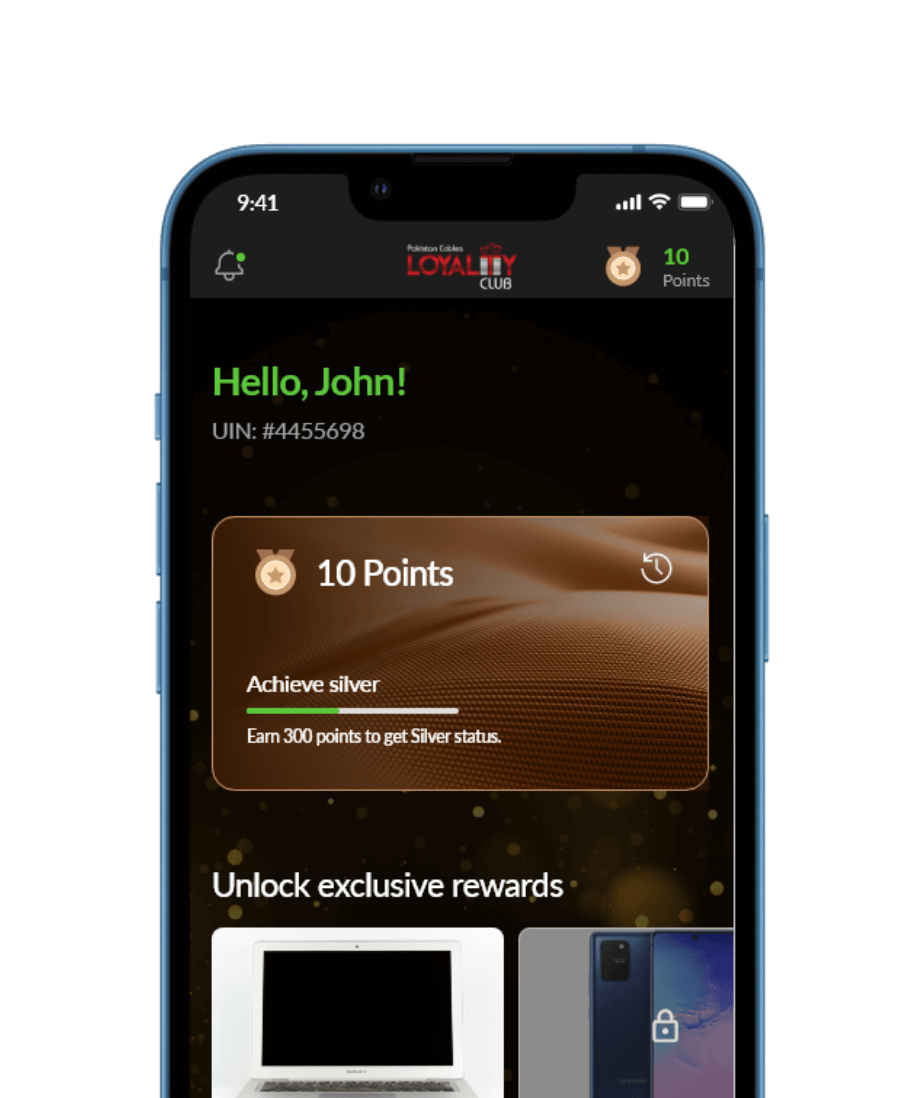 9:41
Pakistan Cables
LOYALTY
CLUB
10
Points
Hello, John!
UIN: #4455698
10 Points
Achieve silver
Earn 300 points to get Silver status.
Unlock exclusive rewards
SAMSUNG